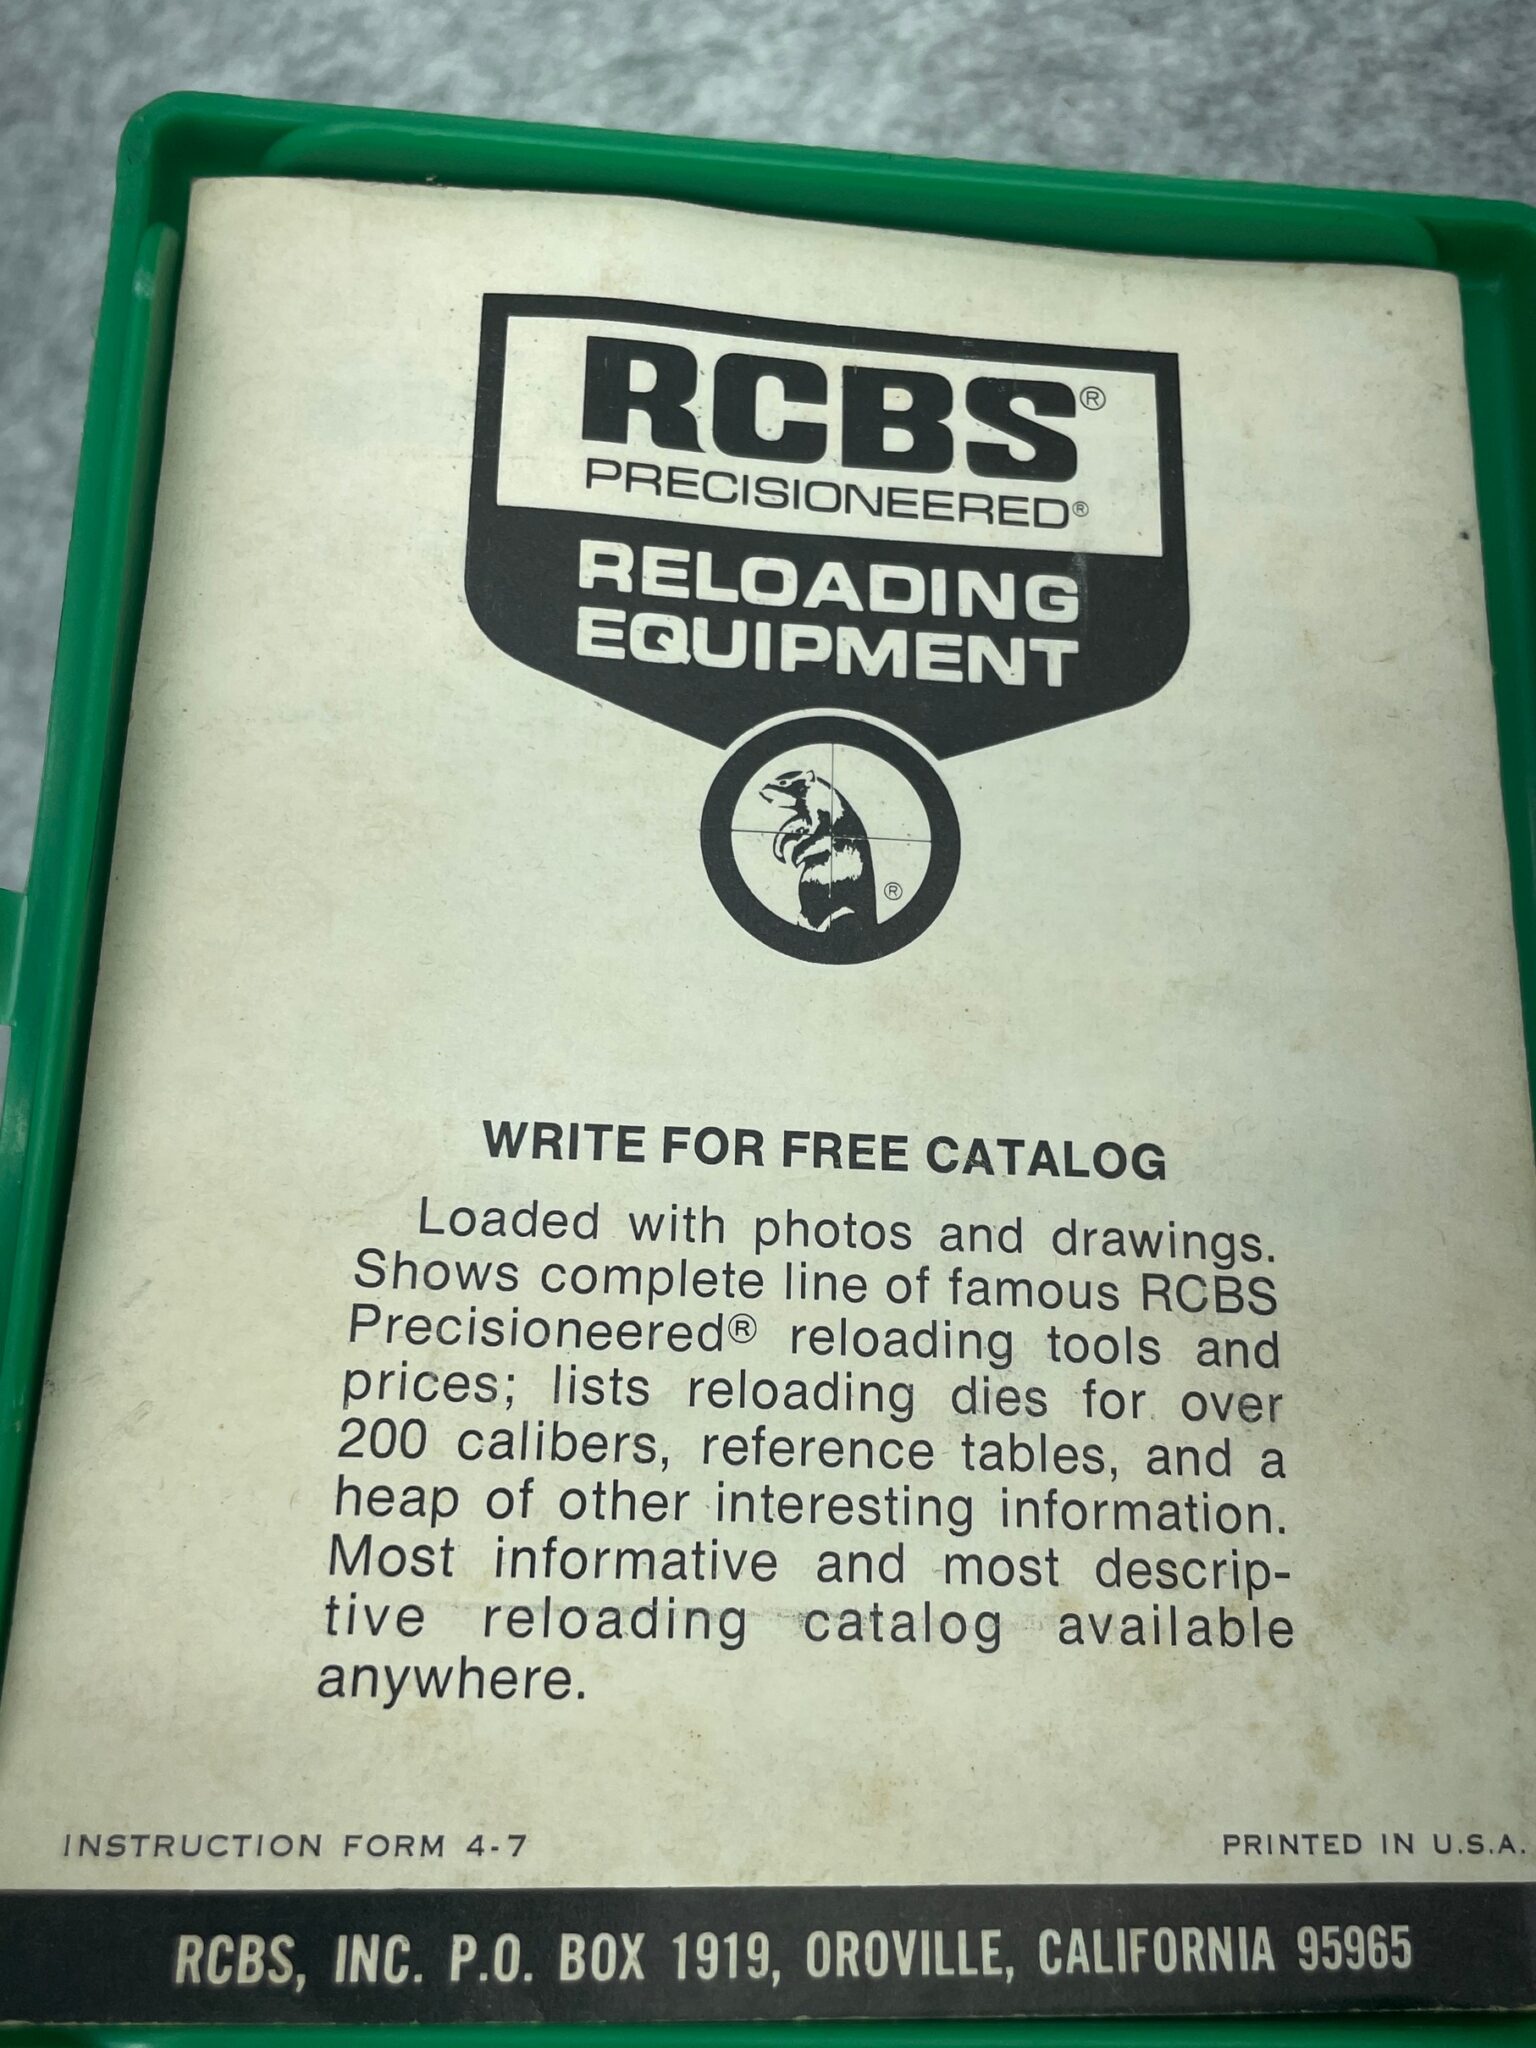 RCBS®
PRECISIONEERED®
RELOADING
EQUIPMENT
®
WRITE FOR FREE CATALOG
Loaded with photos and drawings.
Shows complete line of famous RCBS
Precisioneered® reloading tools and
prices; lists reloading dies for over
200 calibers, reference tables, and a
heap of other interesting information.
Most informative and most descrip-
tive reloading catalog available
anywhere.
INSTRUCTION FORM 4-7
PRINTED IN U.S.A.
RCBS, INC. P.O. BOX 1919, OROVILLE, CALIFORNIA 95965